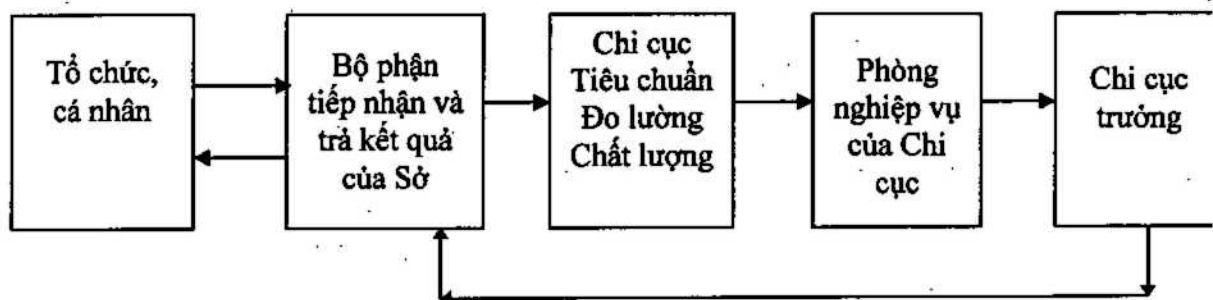 Tổ chức,
cá nhân
Bộ phận
tiếp nhận và
trả kết quả
của Sở
Chi cục
Tiêu chuẩn
Đo lường
Chất lượng
Phòng
nghiệp vụ
của Chi
cục
Chi cục
trưởng